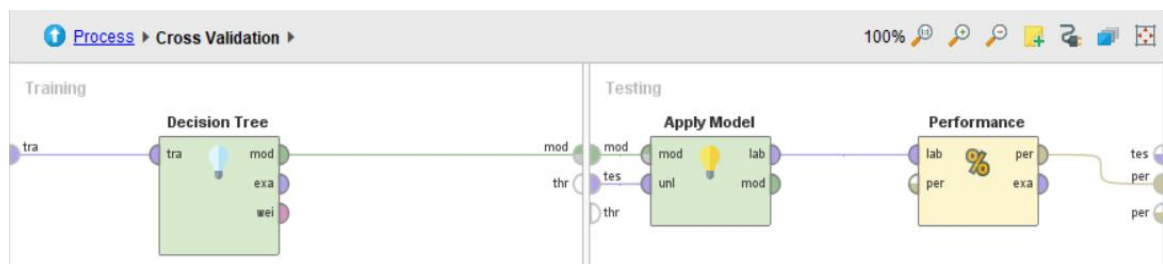 Process Cross Validation 100%
Training
Testing
Decision Tree
Apply Model
Performance
tra
tra
mod
exa
wei
mod
thr
mod
tes
thr
mod
unl
lab
mod
lab
per
per
exa
tes
per
per